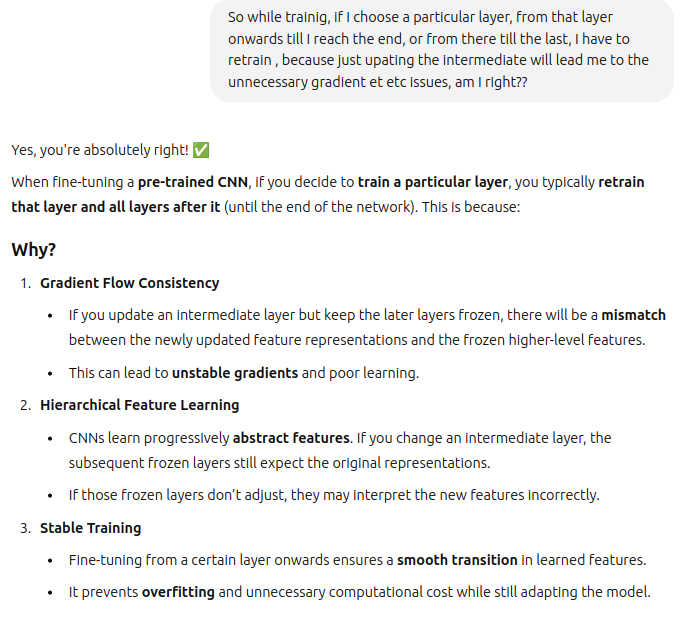 So while trainig, if I choose a particular layer, from that layer
onwards till I reach the end, or from there till the last, I have to
retrain , because just upating the intermediate will lead me to the
unnecessary gradient et etc issues, am I right??
Yes, you're absolutely right! ✅
When fine-tuning a pre-trained CNN, if you decide to train a particular layer, you typically retrain
that layer and all layers after it (until the end of the network). This is because:
Why?
1. Gradient Flow Consistency
• If you update an intermediate layer but keep the later layers frozen, there will be a mismatch
between the newly updated feature representations and the frozen higher-level features.
• This can lead to unstable gradients and poor learning.
2. Hierarchical Feature Learning
• CNNs learn progressively abstract features. If you change an intermediate layer, the
subsequent frozen layers still expect the original representations.
• If those frozen layers don't adjust, they may interpret the new features incorrectly.
3. Stable Training
• Fine-tuning from a certain layer onwards ensures a smooth transition in learned features.
• It prevents overfitting and unnecessary computational cost while still adapting the model.